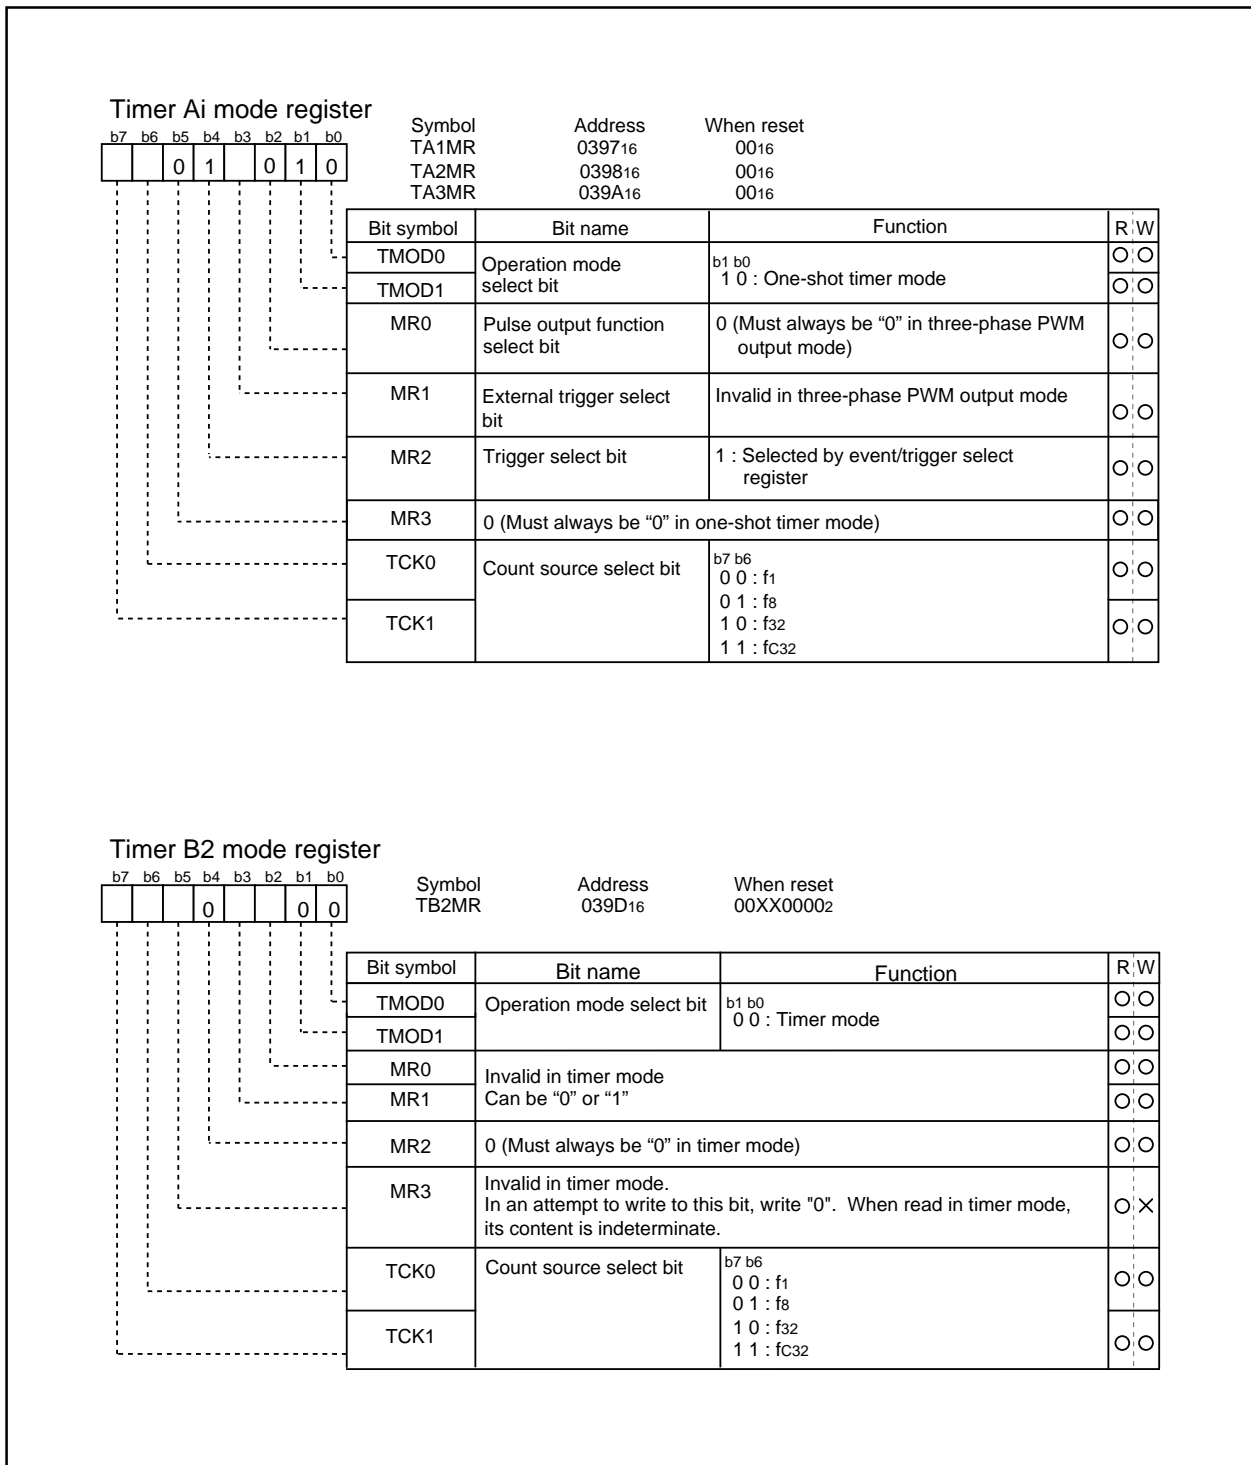 Timer Ai mode register
b7 b6 b5 b4 b3 b2 b1 b0
0 1 0 1 0
Symbol Address When reset
TA1MR 039716 0016
TA2MR 039816 0016
TA3MR 039A16 0016
Bit symbol Bit name Function R W
TMOD0 Operation mode select bit b1 b0
TMOD1 1 0 : One-shot timer mode
MR0 Pulse output function 0 (Must always be “0” in three-phase PWM
select bit output mode)
MR1 External trigger select Invalid in three-phase PWM output mode
bit
MR2 Trigger select bit 1 : Selected by event/trigger select
register
MR3 0 (Must always be “0” in one-shot timer mode)
TCK0 Count source select bit b7 b6
0 0 : f1
0 1 : f8
TCK1 1 0 : f32
1 1 : fC32
Timer B2 mode register
b7 b6 b5 b4 b3 b2 b1 b0
0 0 0
Symbol Address When reset
TB2MR 039D16 00XX00002
Bit symbol Bit name Function R W
TMOD0 Operation mode select bit b1 b0
0 0 : Timer mode
TMOD1
MR0 Invalid in timer mode
MR1 Can be “0” or “1”
MR2 0 (Must always be “0” in timer mode)
MR3 Invalid in timer mode.
In an attempt to write to this bit, write "0". When read in timer mode,
its content is indeterminate.
TCK0 Count source select bit b7 b6
0 0 : f1
0 1 : f8
TCK1 1 0 : f32
1 1 : fC32